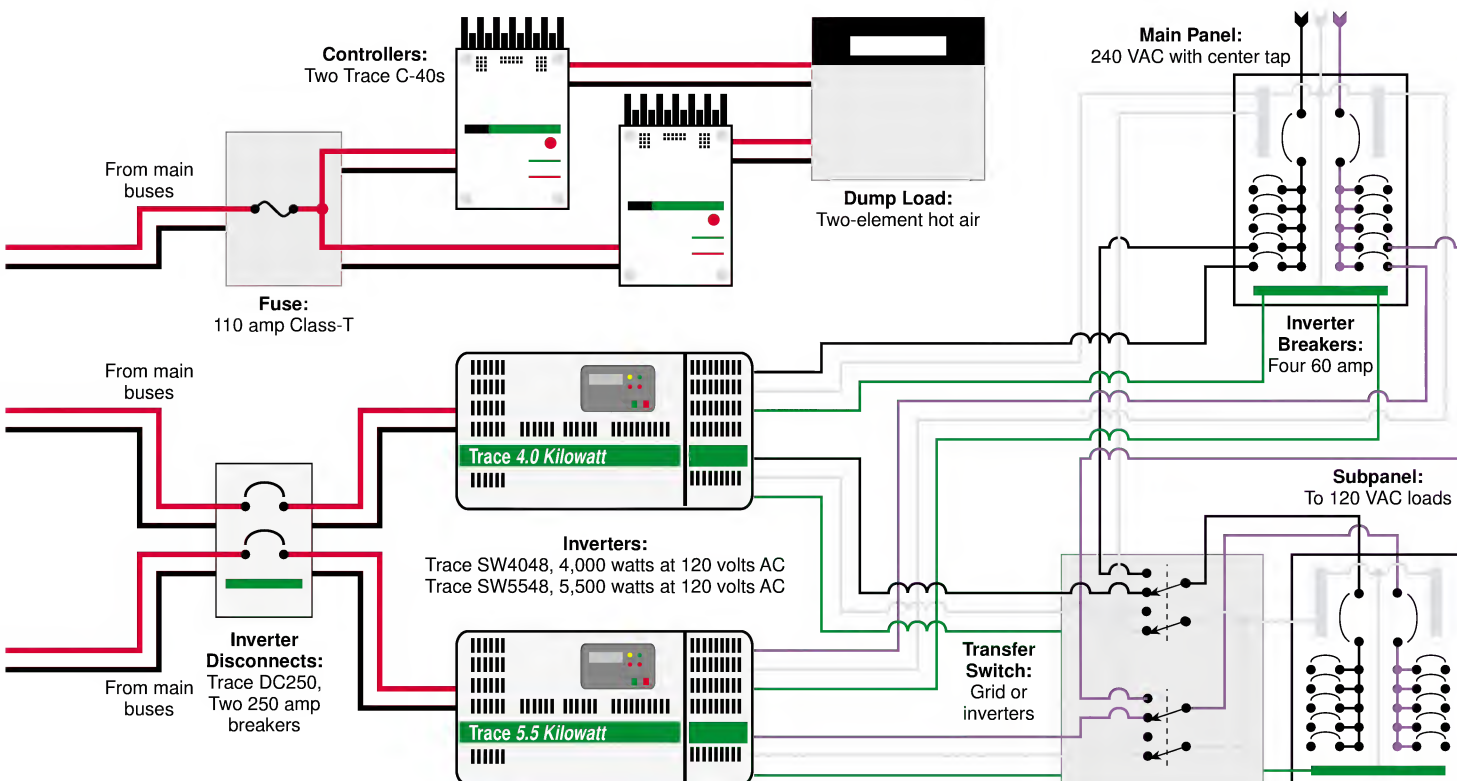 Controllers:
Two Trace C-40s
Main Panel:
240 VAC with center tap
From main
buses
Dump Load:
Two-element hot air
Fuse:
110 amp Class-T
Inverter
Breakers:
Four 60 amp
From main
buses
Trace 4.0 Kilowatt
Subpanel:
To 120 VAC loads
Inverters:
Trace SW4048, 4,000 watts at 120 volts AC
Trace SW5548, 5,500 watts at 120 volts AC
Inverter
Disconnects:
Trace DC250,
Two 250 amp
breakers
From main
buses
Transfer
Switch:
Grid or
inverters
Trace 5.5 Kilowatt